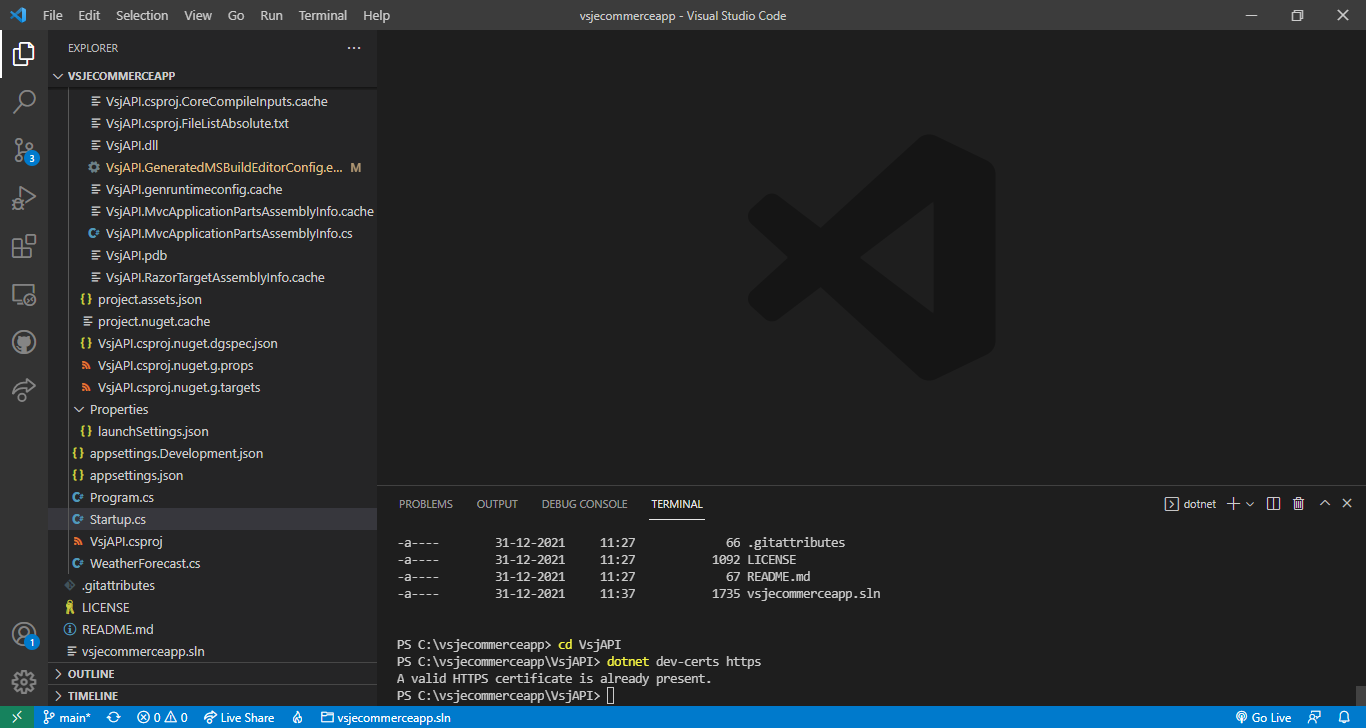 File Edit Selection View Go Run Terminal Help
vsjecommerceapp - Visual Studio Code
EXPLORER
VSJECOMMERCEAPP
VsjAPI.csproj.CoreCompileInputs.cache
VsjAPI.csproj.FileListAbsolute.txt
VsjAPI.dll
VsjAPI.GeneratedMSBuildEditorConfig.e... M
VsjAPI.genruntimeconfig.cache
VsjAPI.MvcApplicationPartsAssemblyInfo.cache
VsjAPI.MvcApplicationPartsAssemblyInfo.cs
VsjAPI.pdb
VsjAPI.RazorTargetAssemblyInfo.cache
project.assets.json
project.nuget.cache
VsjAPI.csproj.nuget.dgspec.json
VsjAPI.csproj.nuget.g.props
VsjAPI.csproj.nuget.g.targets
Properties
launchSettings.json
appsettings.Development.json
appsettings.json
Program.cs
Startup.cs
VsjAPI.csproj
WeatherForecast.cs
.gitattributes
LICENSE
README.md
vsjecommerceapp.sln
OUTLINE
TIMELINE
3
1
PROBLEMS OUTPUT DEBUG CONSOLE TERMINAL
dotnet
-a---- 31-12-2021 11:27 66 .gitattributes
-a---- 31-12-2021 11:27 1092 LICENSE
-a---- 31-12-2021 11:27 67 README.md
-a---- 31-12-2021 11:37 1735 vsjecommerceapp.sln
PS C:\vsjecommerceapp> cd VsjAPI
PS C:\vsjecommerceapp\VsjAPI> dotnet dev-certs https
A valid HTTPS certificate is already present.
PS C:\vsjecommerceapp\VsjAPI>
main* 0 0 Live Share vsjecommerceapp.sln Go Live